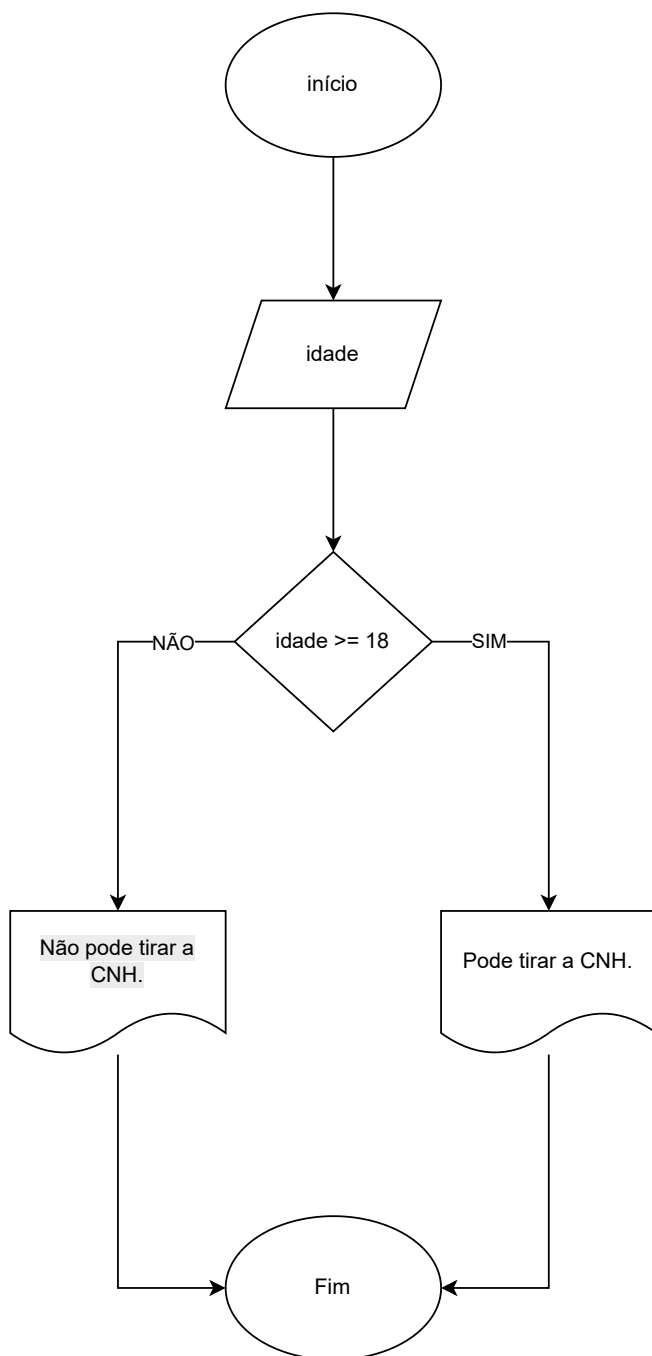 início
idade
idade >= 18
NÃO
SIM
Não pode tirar a
CNH.
Pode tirar a CNH.
Fim